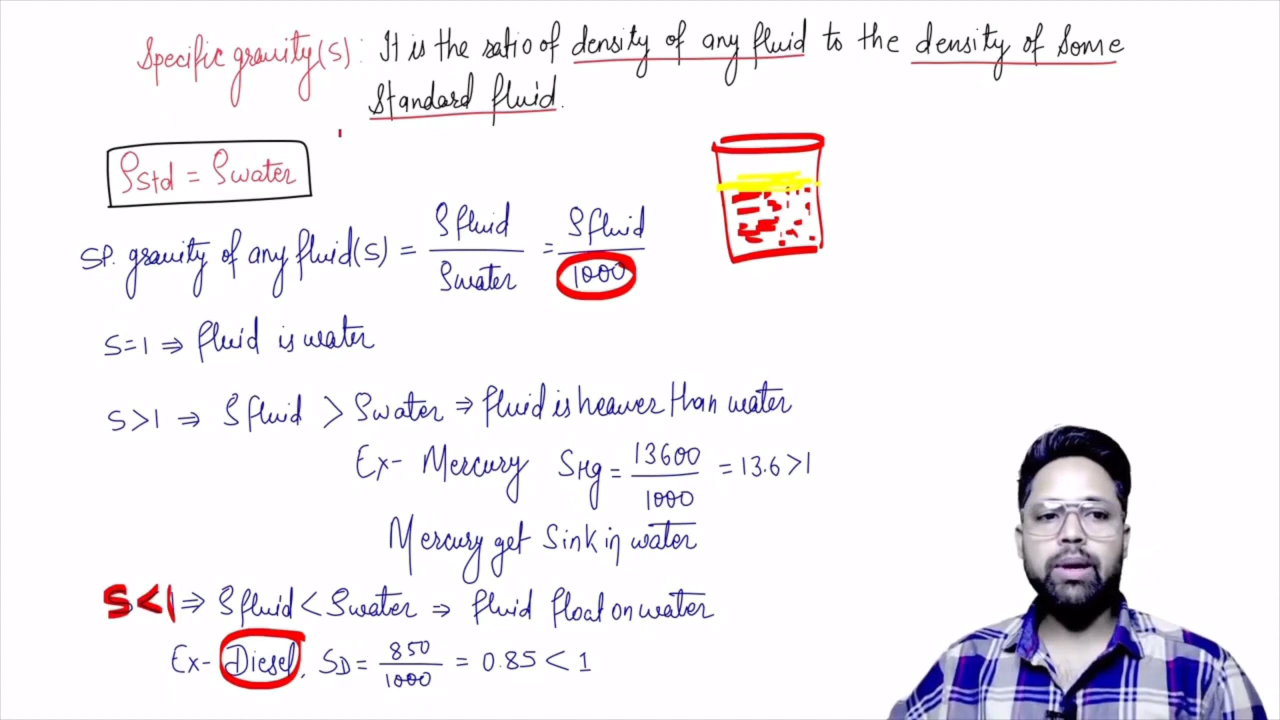 Specific gravity(S): It is the ratio of density of any fluid to the density of Some
Standard fluid.
ρStd = ρwater
SP. gravity of any fluid(S) = ρfluid / ρwater = ρfluid / 1000
S=1 ⇒ fluid is water
S>1 ⇒ ρfluid > ρwater ⇒ fluid is heavier than water
Ex- Mercury SHg = 13600 / 1000 = 13.6 >1
Mercury get Sink in water
S<1 ⇒ ρfluid < ρwater ⇒ fluid float on water
Ex- Diesel, SD = 850 / 1000 = 0.85 < 1